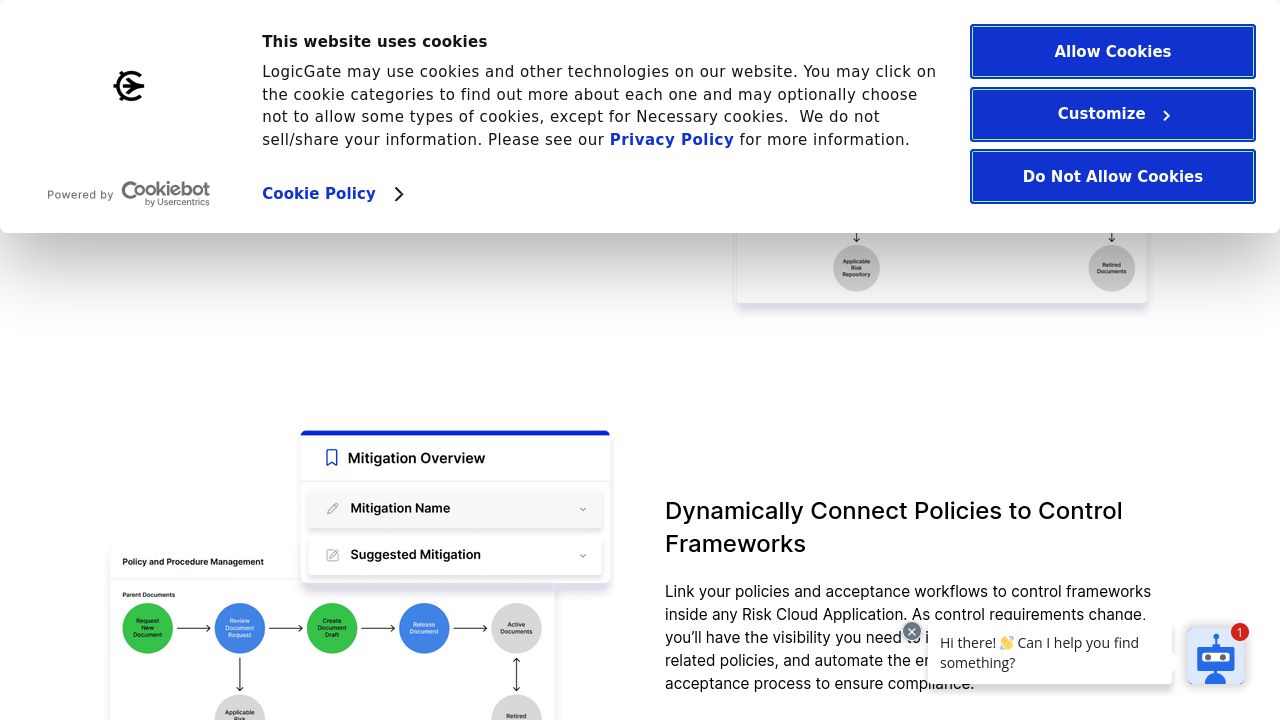 This website uses cookies
LogicGate may use cookies and other technologies on our website. You may click on
the cookie categories to find out more about each one and may optionally choose
not to allow some types of cookies, except for Necessary cookies.  We do not
sell/share your information. Please see our Privacy Policy for more information.
Powered by Cookiebot
by Usercentrics
Cookie Policy
Allow Cookies
Customize
Do Not Allow Cookies
Applicable
Risk
Repository
Retired
Documents
Mitigation Overview
Mitigation Name
Suggested Mitigation
Policy and Procedure Management
Parent Documents
Request
New
Document
Review
Document
Request
Create
Document
Draft
Release
Document
Active
Documents
Applicable
Risk
Retired
Dynamically Connect Policies to Control
Frameworks
Link your policies and acceptance workflows to control frameworks
inside any Risk Cloud Application. As control requirements change,
you’ll have the visibility you need to
related policies, and automate the
acceptance process to ensure compliance.
Hi there! 👋 Can I help you find
something?
1